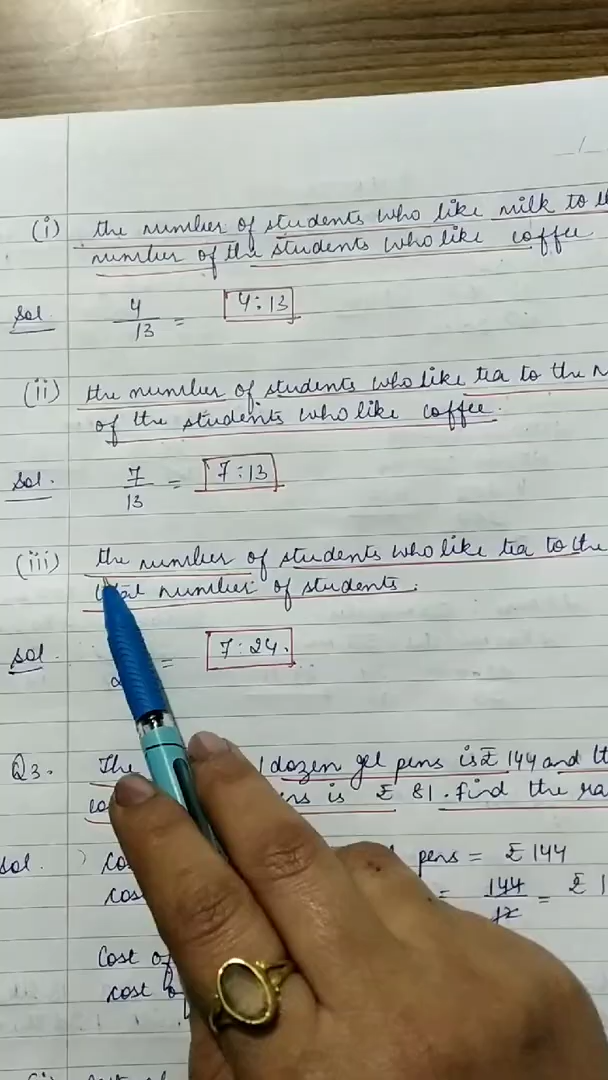 (i) the number of students who like milk to
number of the students who like coffee
Sol. 4/13 = 4:13
(ii) the number of students who like tea to the
of the students who like coffee.
Sol. 7/13 = 7:13
(iii) the number of students who like tea to the
total number of students.
Sol. = 7:24.
Q3. The dozen gel pens is ₹ 144 and
is ₹ 81. find the
Sol. pens = ₹ 144
= 144/12 = ₹
Cost of
cost